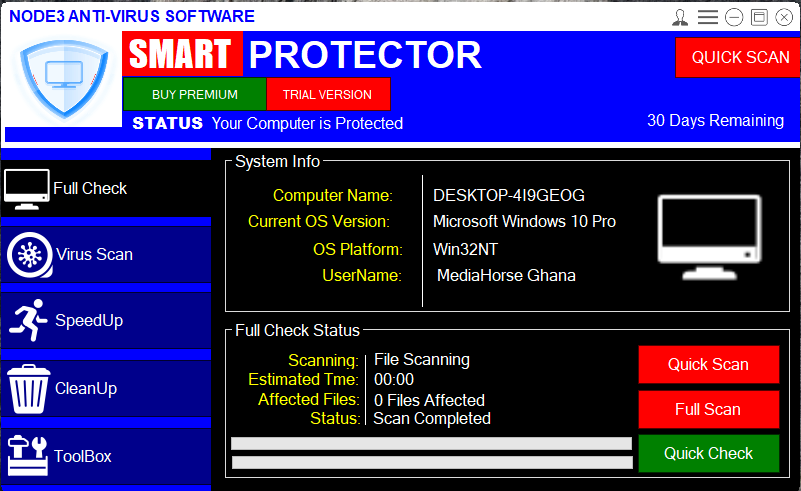 NODE3 ANTI-VIRUS SOFTWARE
SMART PROTECTOR
QUICK SCAN
BUY PREMIUM
TRIAL VERSION
STATUS Your Computer is Protected
30 Days Remaining
Full Check
Virus Scan
SpeedUp
CleanUp
ToolBox
System Info
Computer Name: DESKTOP-4I9GEOG
Current OS Version: Microsoft Windows 10 Pro
OS Platform: Win32NT
UserName: MediaHorse Ghana
Full Check Status
Scanning: File Scanning
Estimated Tme: 00:00
Affected Files: 0 Files Affected
Status: Scan Completed
Quick Scan
Full Scan
Quick Check